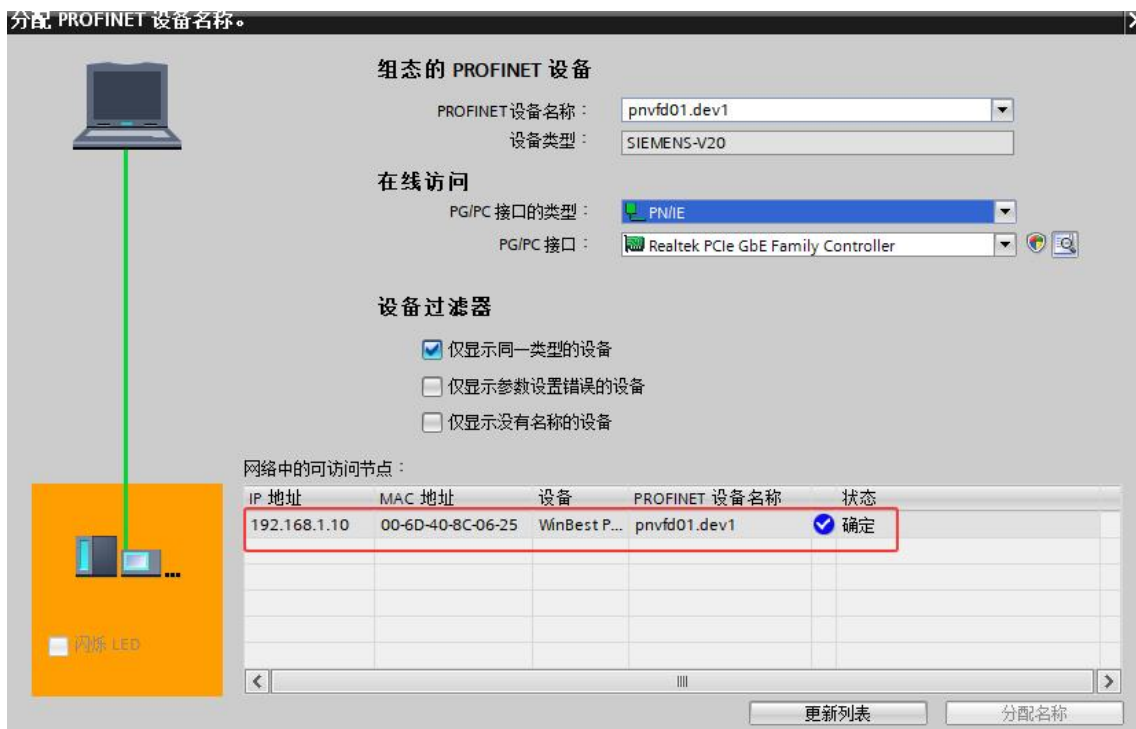 分配 PROFINET 设备名称。
组态的 PROFINET 设备
PROFINET设备名称： pnvfd01.dev1
设备类型： SIEMENS-V20
在线访问
PG/PC 接口的类型： PN/IE
PG/PC 接口： Realtek PCIe GbE Family Controller
设备过滤器
仅显示同一类型的设备
仅显示参数设置错误的设备
仅显示没有名称的设备
网络中的可访问节点：
IP 地址 MAC 地址 设备 PROFINET 设备名称 状态
192.168.1.10 00-6D-40-8C-06-25 WinBest P... pnvfd01.dev1 确定
闪烁 LED
更新列表 分配名称